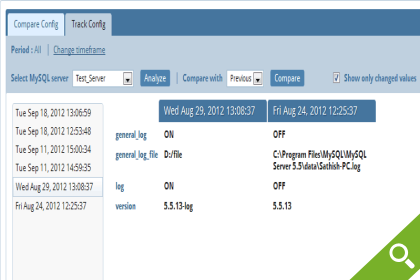 Compare Config Track Config
Period : All | Change timeframe
Select MySQL server Test_Server Analyze | Compare with Previous Compare Show only changed values
Wed Aug 29, 2012 13:08:37 Fri Aug 24, 2012 12:25:37
Tue Sep 18, 2012 13:06:59
Tue Sep 18, 2012 12:53:48
Tue Sep 11, 2012 15:00:34
Tue Sep 11, 2012 14:59:35
Wed Aug 29, 2012 13:08:37
Fri Aug 24, 2012 12:25:37
general_log ON OFF
general_log_file D:/file C:\Program Files\MySQL\MySQL
Server 5.5\data\Sathish-PC.log
log ON OFF
version 5.5.13-log 5.5.13